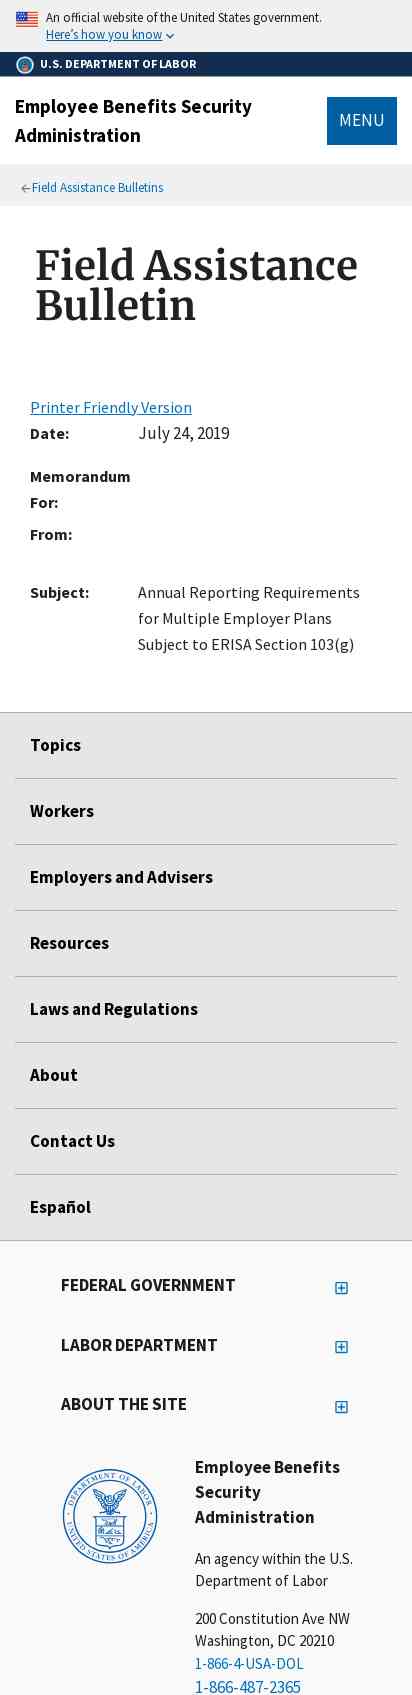 An official website of the United States government.
Here's how you know
U.S. DEPARTMENT OF LABOR
Employee Benefits Security
Administration
MENU
Field Assistance Bulletins
Field Assistance
Bulletin
Printer Friendly Version
Date: July 24, 2019
Memorandum
For:
From:
Subject: Annual Reporting Requirements
for Multiple Employer Plans
Subject to ERISA Section 103(g)
Topics
Workers
Employers and Advisers
Resources
Laws and Regulations
About
Contact Us
Español
FEDERAL GOVERNMENT
LABOR DEPARTMENT
ABOUT THE SITE
DEPARTMENT OF LABOR
UNITED STATES OF AMERICA
Employee Benefits
Security
Administration
An agency within the U.S.
Department of Labor
200 Constitution Ave NW
Washington, DC 20210
1-866-4-USA-DOL
1-866-487-2365